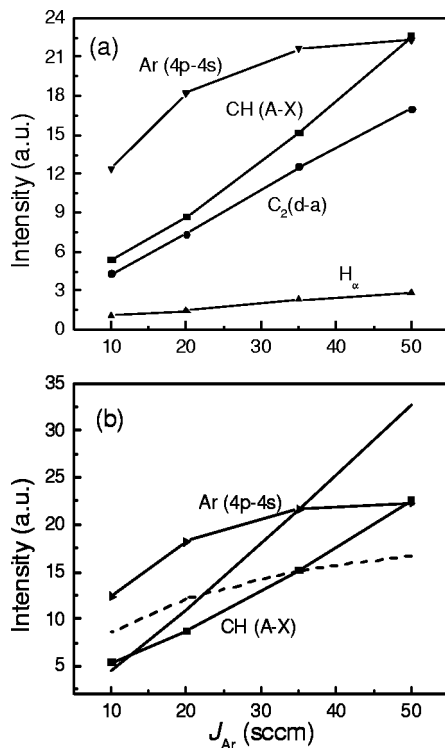 (a)
Ar (4p-4s)
CH (A-X)
C₂(d-a)
Hα
Intensity (a.u.)
24
21
18
15
12
9
6
3
0
10 20 30 40 50
(b)
Ar (4p-4s)
CH (A-X)
Intensity (a.u.)
35
30
25
20
15
10
5
10 20 30 40 50
J_Ar (sccm)